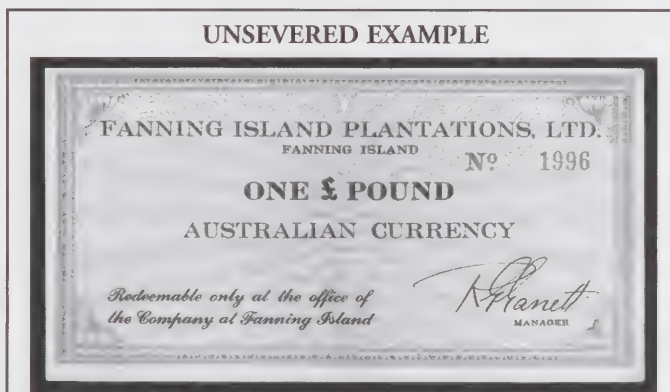 UNSEVERED EXAMPLE
FANNING ISLAND PLANTATIONS, LTD.
FANNING ISLAND
Nº 1996
ONE £ POUND
AUSTRALIAN CURRENCY
Redeemable only at the office of
the Company at Fanning Island
MANAGER